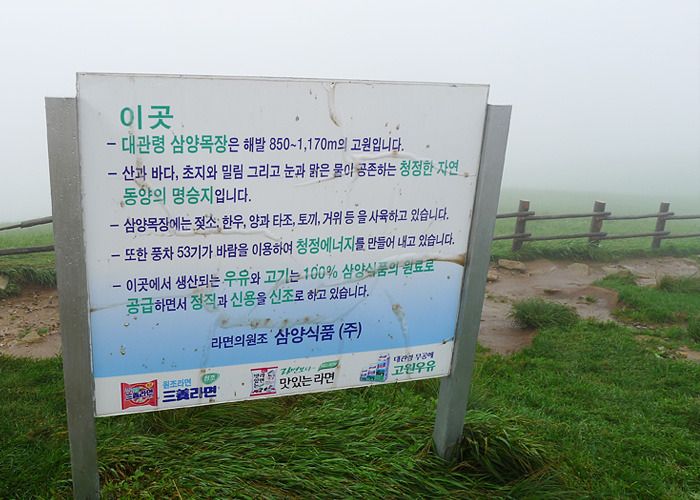 이곳
- 대관령 삼양목장은 해발 850~1,170m의 고원입니다.
- 산과 바다, 초지와 밀림 그리고 눈과 맑은 물이 공존하는 청정한 자연
동양의 명승지입니다.
- 삼양목장에는 젖소, 한우, 양과 타조, 토끼, 거위 등 을 사육하고 있습니다.
- 또한 풍차 53기가 바람을 이용하여 청정에너지를 만들어 내고 있습니다.
- 이곳에서 생산되는 우유와 고기는 100% 삼양식품의 원료로
공급하면서 정직과 신용을 신조로 하고 있습니다.
라면의원조 삼양식품 (주)
원조라면
三養라면
맛있는라면
대관령 무공해
고원우유